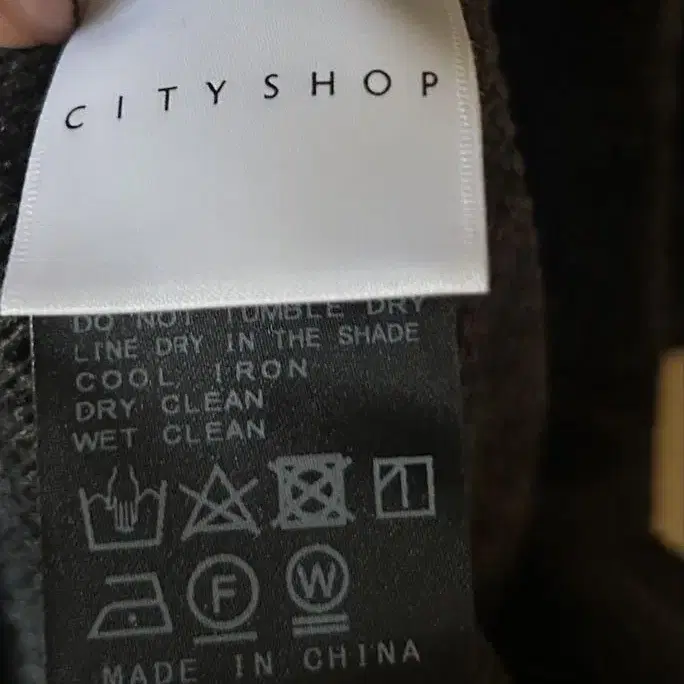 CITYSHOP
DO NOT TUMBLE DRY
LINE DRY IN THE SHADE
COOL IRON
DRY CLEAN
WET CLEAN
F W
MADE IN CHINA